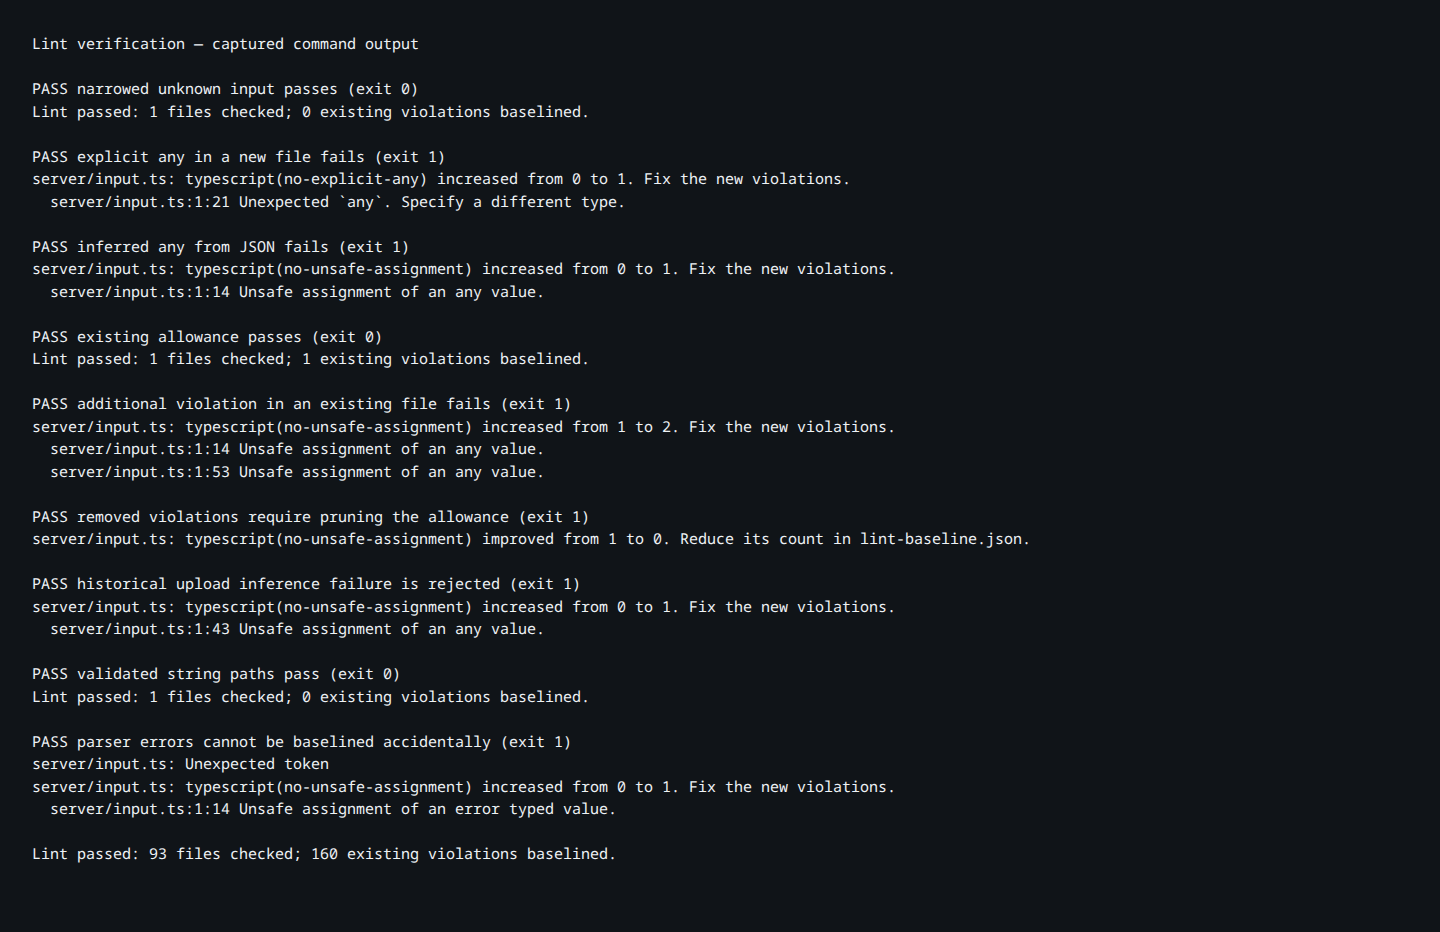 Lint verification — captured command output
PASS narrowed unknown input passes (exit 0)
Lint passed: 1 files checked; 0 existing violations baselined.
PASS explicit any in a new file fails (exit 1)
server/input.ts: typescript(no-explicit-any) increased from 0 to 1. Fix the new violations.
server/input.ts:1:21 Unexpected `any`. Specify a different type.
PASS inferred any from JSON fails (exit 1)
server/input.ts: typescript(no-unsafe-assignment) increased from 0 to 1. Fix the new violations.
server/input.ts:1:14 Unsafe assignment of an any value.
PASS existing allowance passes (exit 0)
Lint passed: 1 files checked; 1 existing violations baselined.
PASS additional violation in an existing file fails (exit 1)
server/input.ts: typescript(no-unsafe-assignment) increased from 1 to 2. Fix the new violations.
server/input.ts:1:14 Unsafe assignment of an any value.
server/input.ts:1:53 Unsafe assignment of an any value.
PASS removed violations require pruning the allowance (exit 1)
server/input.ts: typescript(no-unsafe-assignment) improved from 1 to 0. Reduce its count in lint-baseline.json.
PASS historical upload inference failure is rejected (exit 1)
server/input.ts: typescript(no-unsafe-assignment) increased from 0 to 1. Fix the new violations.
server/input.ts:1:43 Unsafe assignment of an any value.
PASS validated string paths pass (exit 0)
Lint passed: 1 files checked; 0 existing violations baselined.
PASS parser errors cannot be baselined accidentally (exit 1)
server/input.ts: Unexpected token
server/input.ts: typescript(no-unsafe-assignment) increased from 0 to 1. Fix the new violations.
server/input.ts:1:14 Unsafe assignment of an error typed value.
Lint passed: 93 files checked; 160 existing violations baselined.